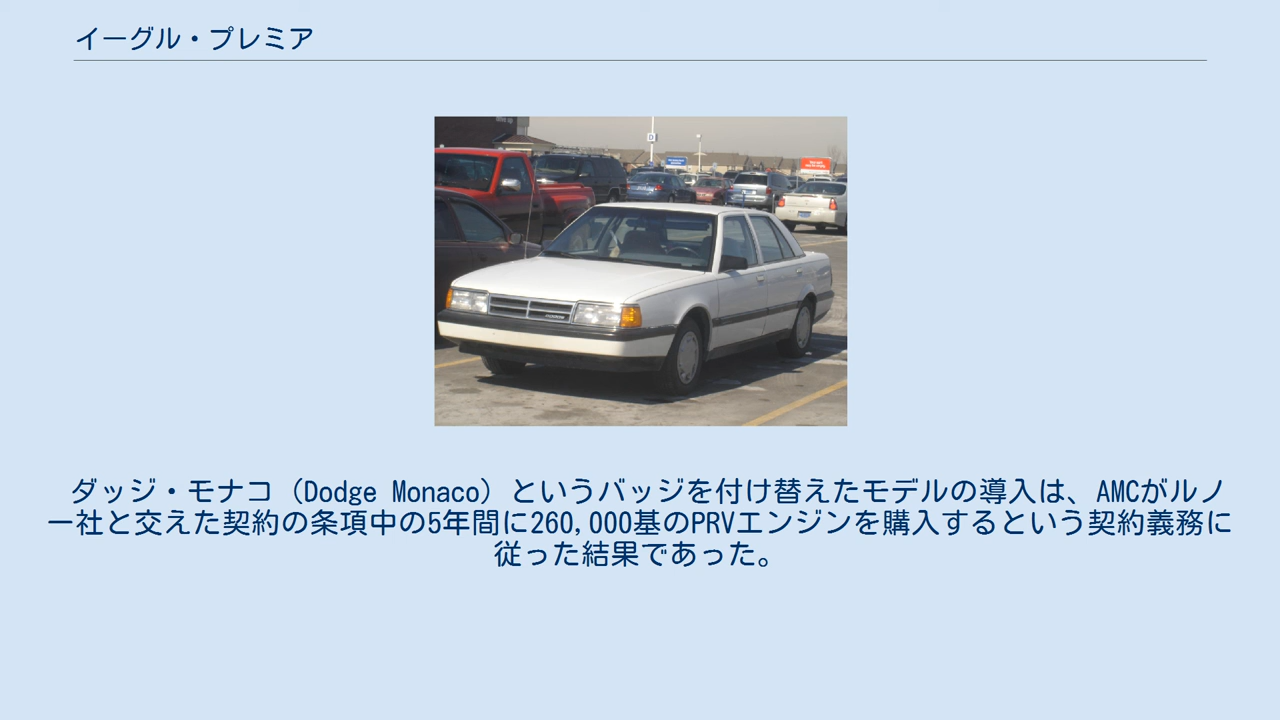 イーグル・プレミア
ダッジ・モナコ（Dodge Monaco）というバッジを付け替えたモデルの導入は、AMCがルノ
ー社と交えた契約の条項中の5年間に260,000基のPRVエンジンを購入するという契約義務に
従った結果であった。